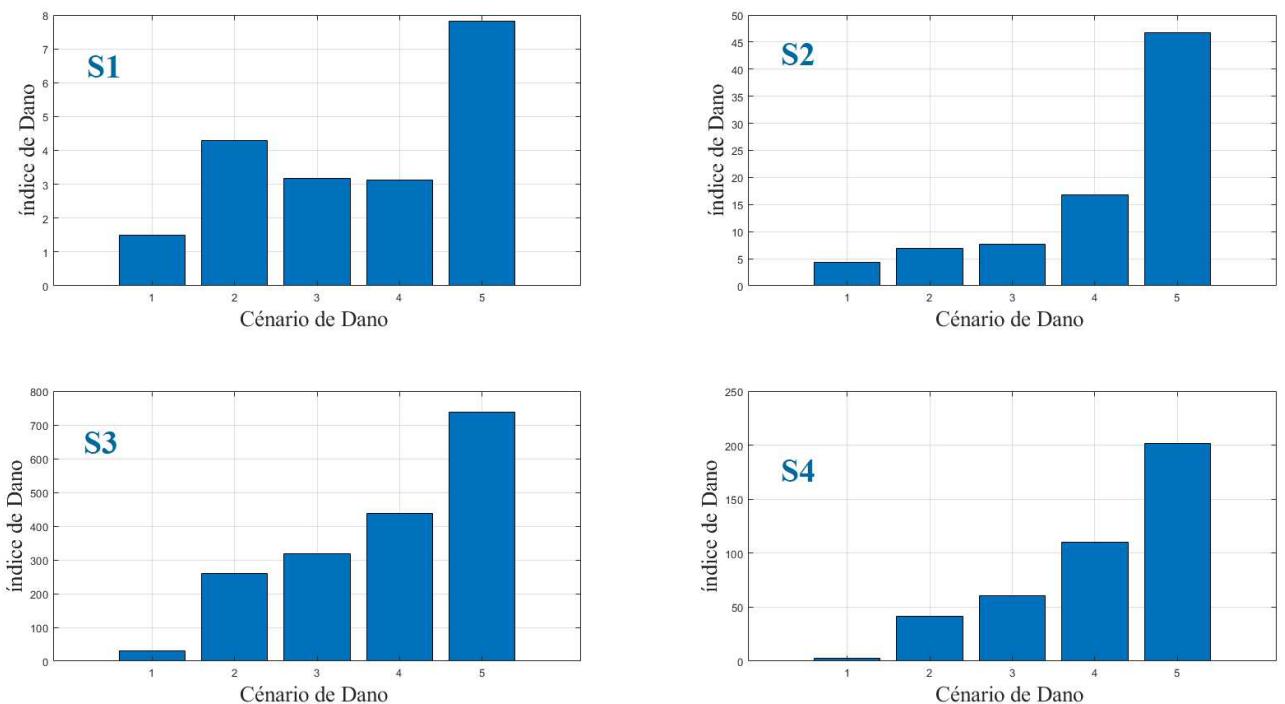 S1
índice de Dano
8
7
6
5
4
3
2
1
0
1 2 3 4 5
Cénario de Dano
S2
índice de Dano
50
45
40
35
30
25
20
15
10
5
0
1 2 3 4 5
Cénario de Dano
S3
índice de Dano
800
700
600
500
400
300
200
100
0
1 2 3 4 5
Cénario de Dano
S4
índice de Dano
250
200
150
100
50
0
1 2 3 4 5
Cénario de Dano